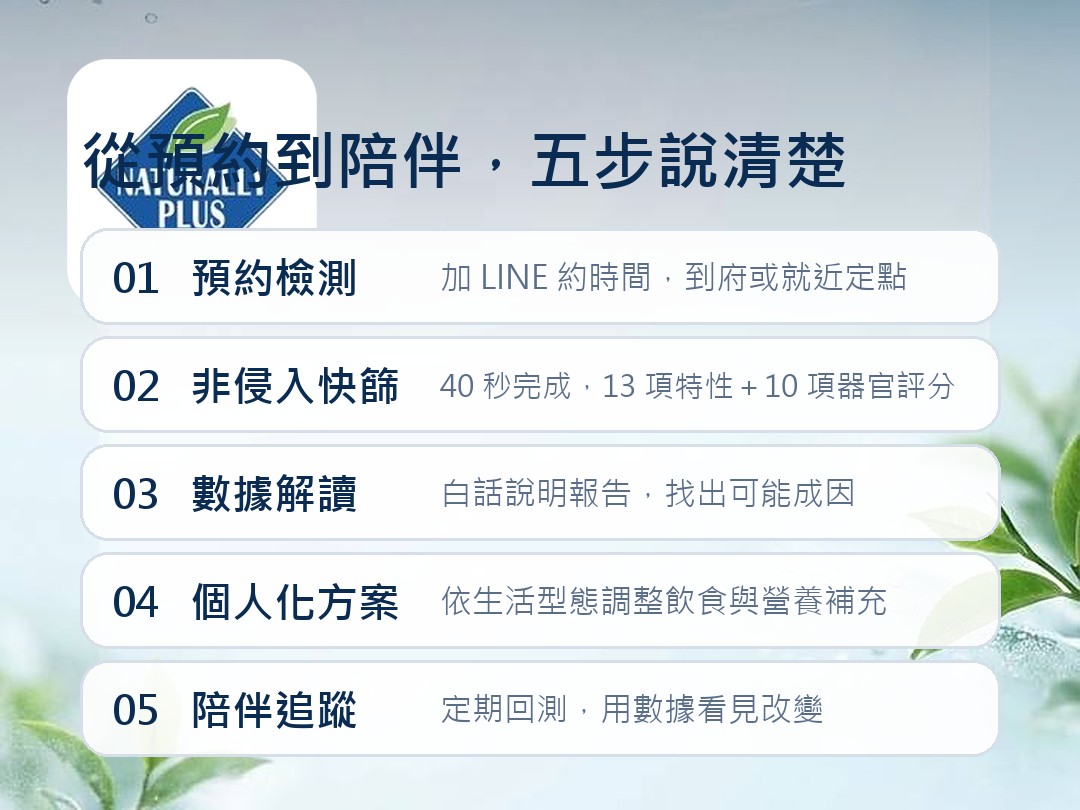 從預約到陪伴，五步說清楚
NATURALLY
PLUS
01 預約檢測 加 LINE 約時間，到府或就近定點
02 非侵入快篩 40 秒完成，13 項特性＋10 項器官評分
03 數據解讀 白話說明報告，找出可能成因
04 個人化方案 依生活型態調整飲食與營養補充
05 陪伴追蹤 定期回測，用數據看見改變